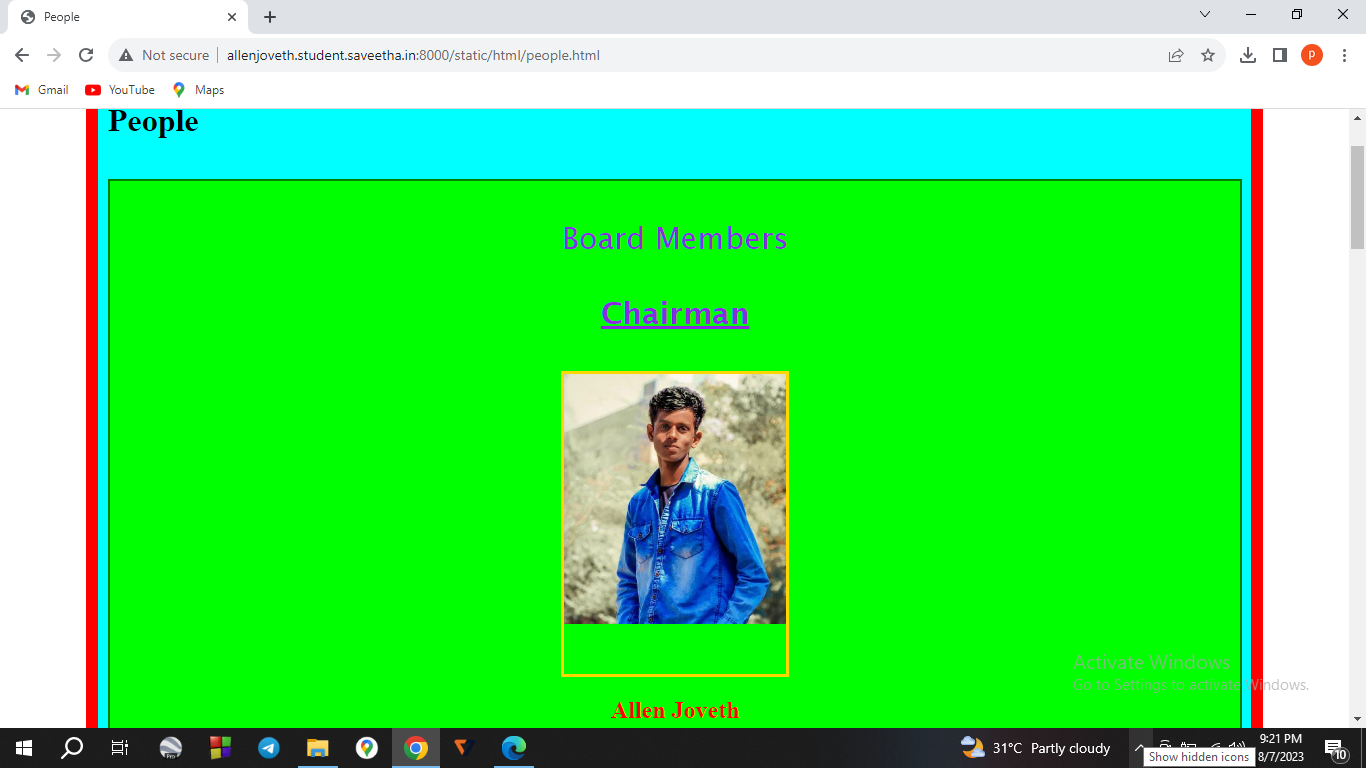 People
Not secure
allenjoveth.student.saveetha.in:8000/static/html/people.html
P
Gmail
YouTube
Maps
People
Board Members
Chairman
Allen Joveth
Activate Windows
Go to Settings to activate Windows.
Pro
31°C Partly cloudy
9:21 PM
8/7/2023
10
Show hidden icons